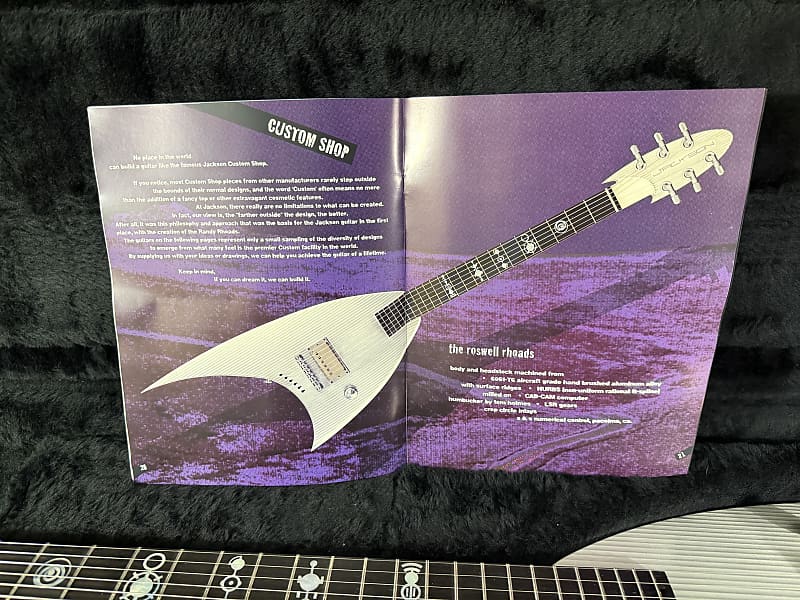 CUSTOM SHOP
No place in the world
can build a guitar like the famous Jackson Custom Shop.
If you notice, most Custom Shop pieces from other manufacturers rarely step outside
the bounds of their normal designs, and the word 'Custom' often means no more
than the addition of a fancy top or other extravagant cosmetic features.
At Jackson, there really are no limitations to what can be created.
In fact, our view is, the "farther outside" the design, the better.
After all, it was this philosophy and approach that was the basis for the Jackson guitar in the first
place, with the creation of the Randy Rhoads.
The guitars on the following pages represent only a small sampling of the diversity of designs
to emerge from what many feel is the premier Custom facility in the world.
By supplying us with your ideas or drawings, we can help you achieve the guitar of a lifetime.
Keep in mind,
if you can dream it, we can build it.
20
JACKSON
the roswell rhoads
body and headstock machined from
6061-T6 aircraft grade hand brushed aluminum alloy
with surface ridges • NURBS (non-uniform rational B-spline)
milled on • CAD-CAM computer
humbucker by tom holmes • LSR gears
crop circle inlays
s & s numerical control, pacoima, ca.
21